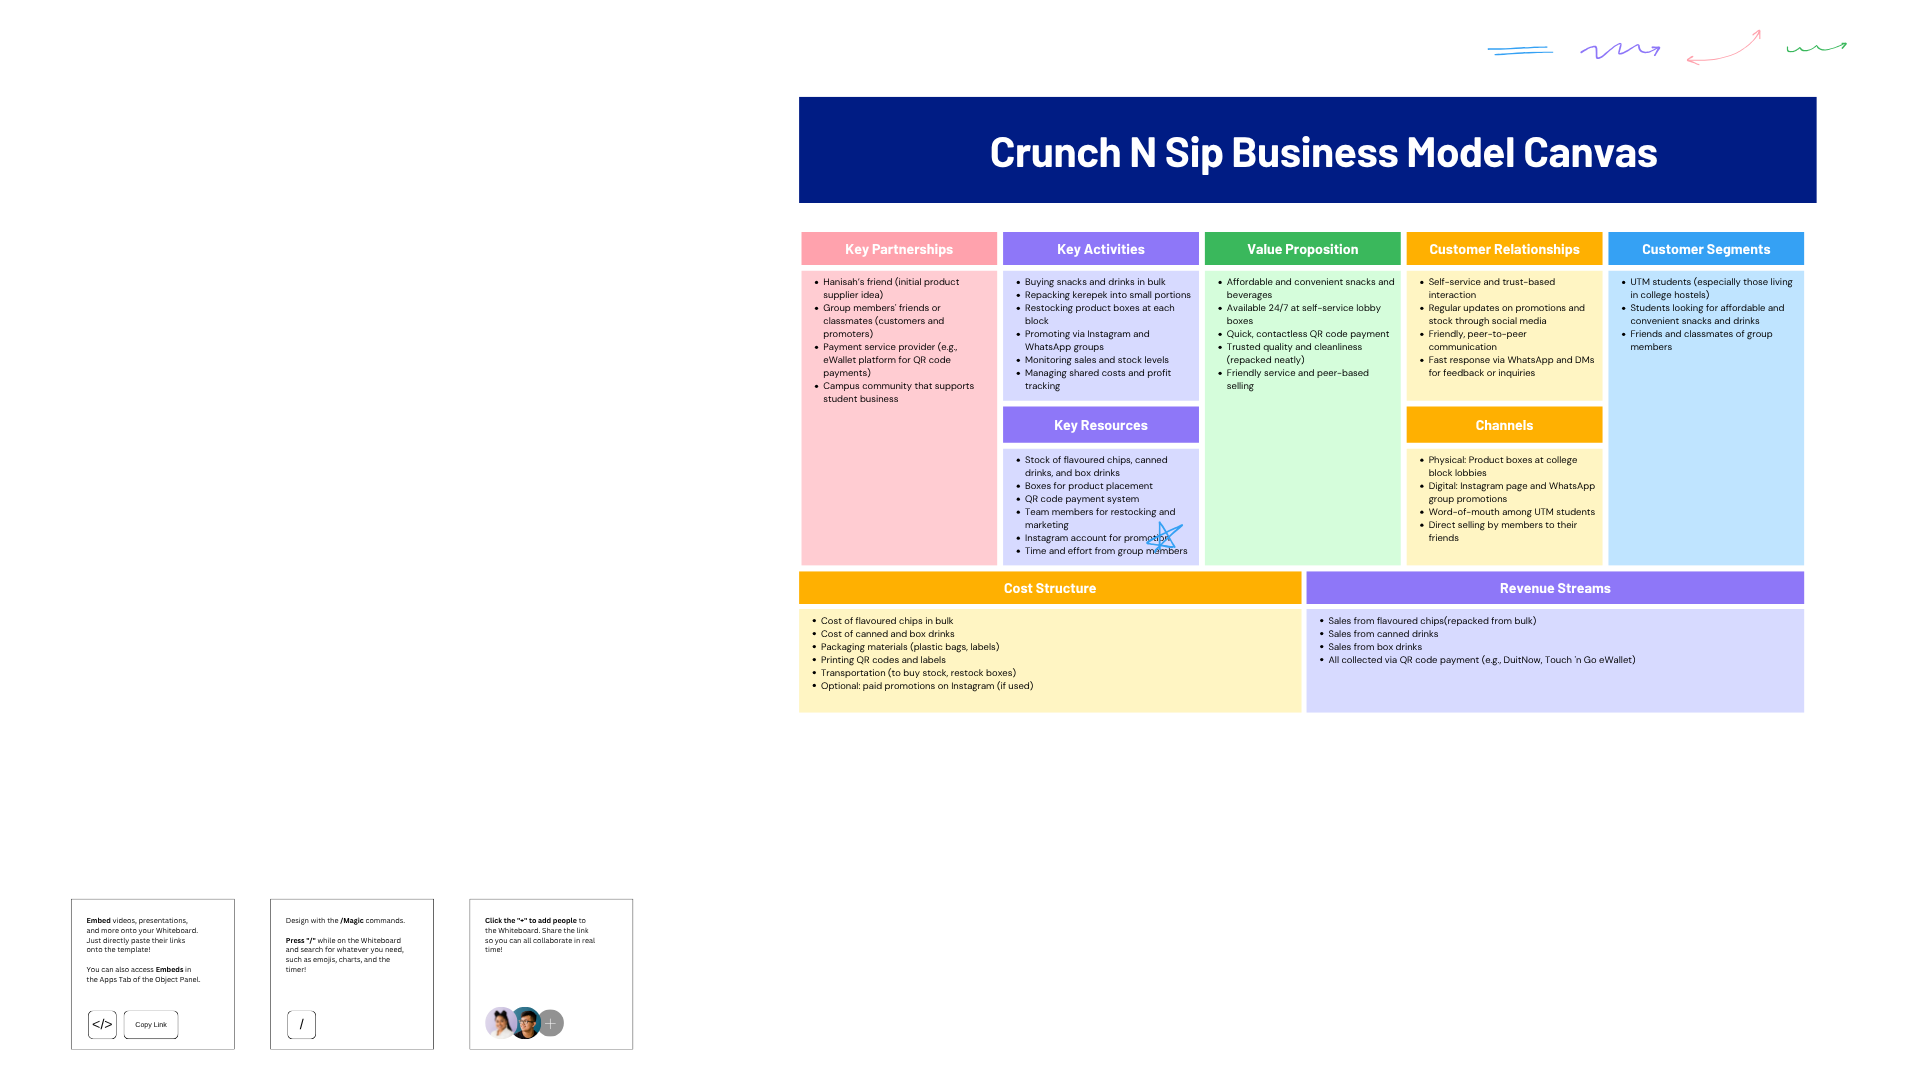 Crunch N Sip Business Model Canvas
Key Partnerships
• Hanisah's friend (initial product
supplier idea)
• Group members' friends or
classmates (customers and
promoters)
• Payment service provider (e.g.,
eWallet platform for QR code
payments)
• Campus community that supports
student business
Key Activities
• Buying snacks and drinks in bulk
• Repacking kerepek into small portions
• Restocking product boxes at each
block
• Promoting via Instagram and
WhatsApp groups
• Monitoring sales and stock levels
• Managing shared costs and profit
tracking
Key Resources
• Stock of flavoured chips, canned
drinks, and box drinks
• Boxes for product placement
• QR code payment system
• Team members for restocking and
marketing
• Instagram account for promotion
• Time and effort from group members
Value Proposition
• Affordable and convenient snacks and
beverages
• Available 24/7 at self-service lobby
boxes
• Quick, contactless QR code payment
• Trusted quality and cleanliness
(repacked neatly)
• Friendly service and peer-based
selling
Customer Relationships
• Self-service and trust-based
interaction
• Regular updates on promotions and
stock through social media
• Friendly, peer-to-peer
communication
• Fast response via WhatsApp and DMs
for feedback or inquiries
Channels
• Physical: Product boxes at college
block lobbies
• Digital: Instagram page and WhatsApp
group promotions
• Word-of-mouth among UTM students
• Direct selling by members to their
friends
Customer Segments
• UTM students (especially those living
in college hostels)
• Students looking for affordable and
convenient snacks and drinks
• Friends and classmates of group
members
Cost Structure
• Cost of flavoured chips in bulk
• Cost of canned and box drinks
• Packaging materials (plastic bags, labels)
• Printing QR codes and labels
• Transportation (to buy stock, restock boxes)
• Optional: paid promotions on Instagram (if used)
Revenue Streams
• Sales from flavoured chips(repacked from bulk)
• Sales from canned drinks
• Sales from box drinks
• All collected via QR code payment (e.g., DuitNow, Touch 'n Go eWallet)
Embed videos, presentations,
and more onto your Whiteboard.
Just directly paste their links
onto the template!
You can also access Embeds in
the Apps Tab of the Object Panel.
</>
Copy Link
Design with the /Magic commands.
Press "/" while on the Whiteboard
and search for whatever you need,
such as emojis, charts, and the
timer!
/
Click the "+" to add people to
the Whiteboard. Share the link
so you can all collaborate in real
time!